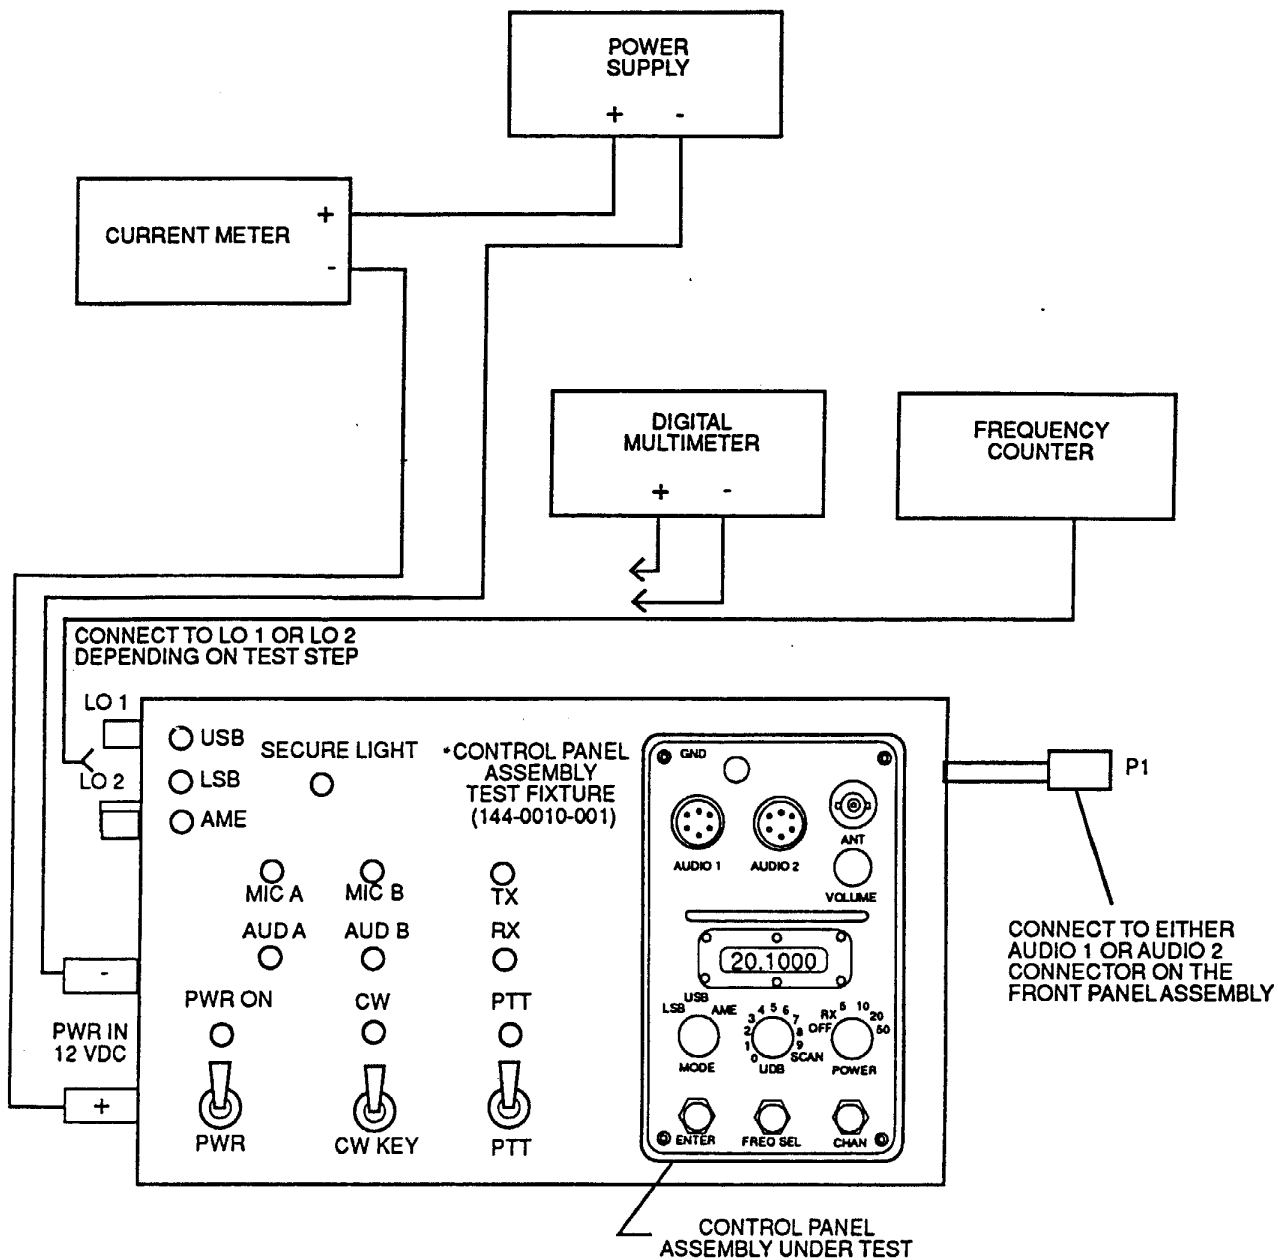 POWER
SUPPLY
+ -
CURRENT METER
+
-
DIGITAL
MULTIMETER
+ -
FREQUENCY
COUNTER
CONNECT TO LO 1 OR LO 2
DEPENDING ON TEST STEP
LO 1
LO 2
USB
LSB
AME
SECURE LIGHT
*CONTROL PANEL
ASSEMBLY
TEST FIXTURE
(144-0010-001)
MIC A
MIC B
TX
AUD A
AUD B
RX
PWR ON
CW
PTT
-
PWR IN
12 VDC
+
PWR
CW KEY
PTT
GND
AUDIO 1
AUDIO 2
ANT
VOLUME
20.1000
LSB USB AME
MODE
0 1 2 3 4 5 6 7 8 9 SCAN
UDB
OFF RX 5 10 20 50
POWER
ENTER
FREQ SEL
CHAN
P1
CONNECT TO EITHER
AUDIO 1 OR AUDIO 2
CONNECTOR ON THE
FRONT PANEL ASSEMBLY
CONTROL PANEL
ASSEMBLY UNDER TEST